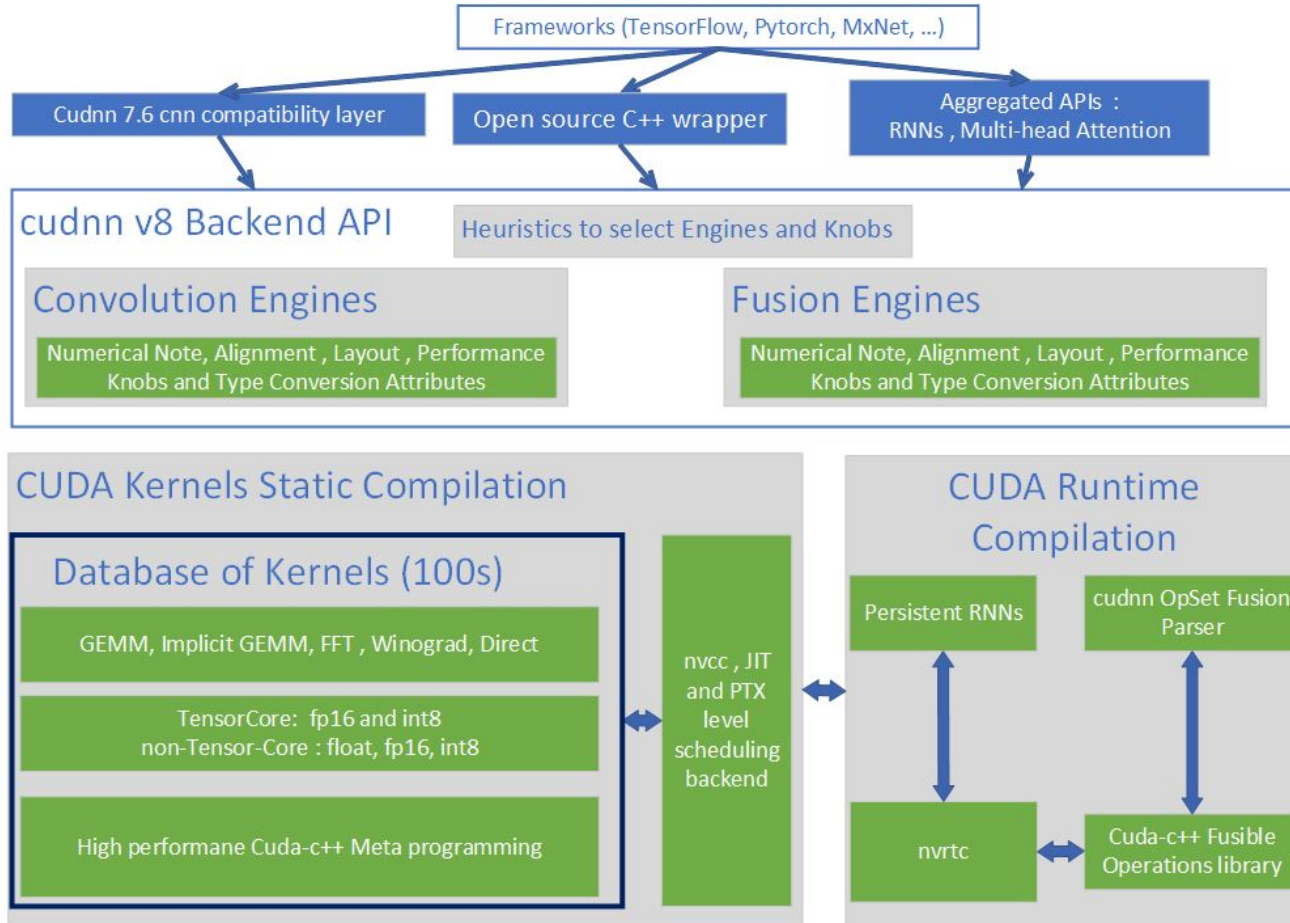 Frameworks (TensorFlow, Pytorch, MxNet, ...)
Cudnn 7.6 cnn compatibility layer
Open source C++ wrapper
Aggregated APIs :
RNNs , Multi-head Attention
cudnn v8 Backend API
Heuristics to select Engines and Knobs
Convolution Engines
Numerical Note, Alignment , Layout , Performance
Knobs and Type Conversion Attributes
Fusion Engines
Numerical Note, Alignment , Layout , Performance
Knobs and Type Conversion Attributes
CUDA Kernels Static Compilation
Database of Kernels (100s)
GEMM, Implicit GEMM, FFT , Winograd, Direct
TensorCore: fp16 and int8
non-Tensor-Core : float, fp16, int8
High performane Cuda-c++ Meta programming
nvcc , JIT
and PTX
level
scheduling
backend
CUDA Runtime
Compilation
Persistent RNNs
cudnn OpSet Fusion
Parser
nvrtc
Cuda-c++ Fusible
Operations library